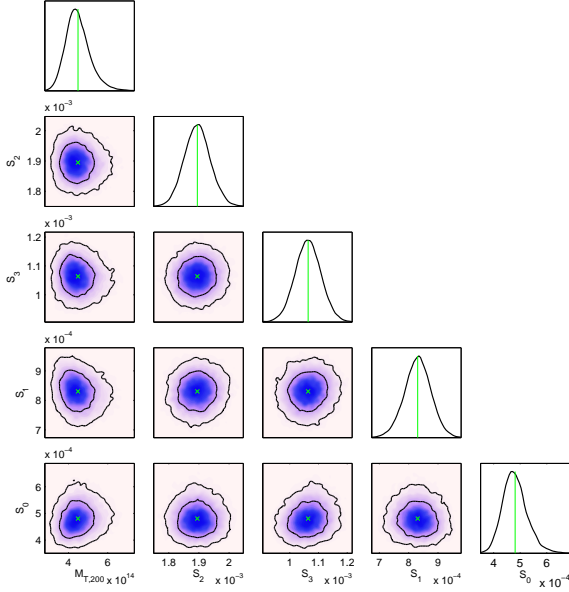 x 10⁻³
2
1.9
1.8
S₂
x 10⁻³
1.2
1.1
1
S₃
x 10⁻⁴
9
8
7
S₁
x 10⁻⁴
6
5
4
S₀
4 6
M_T,200 x 10¹⁴
1.8 1.9 2
S₂ x 10⁻³
1 1.1 1.2
S₃ x 10⁻³
7 8 9
S₁ x 10⁻⁴
4 5 6
S₀ x 10⁻⁴